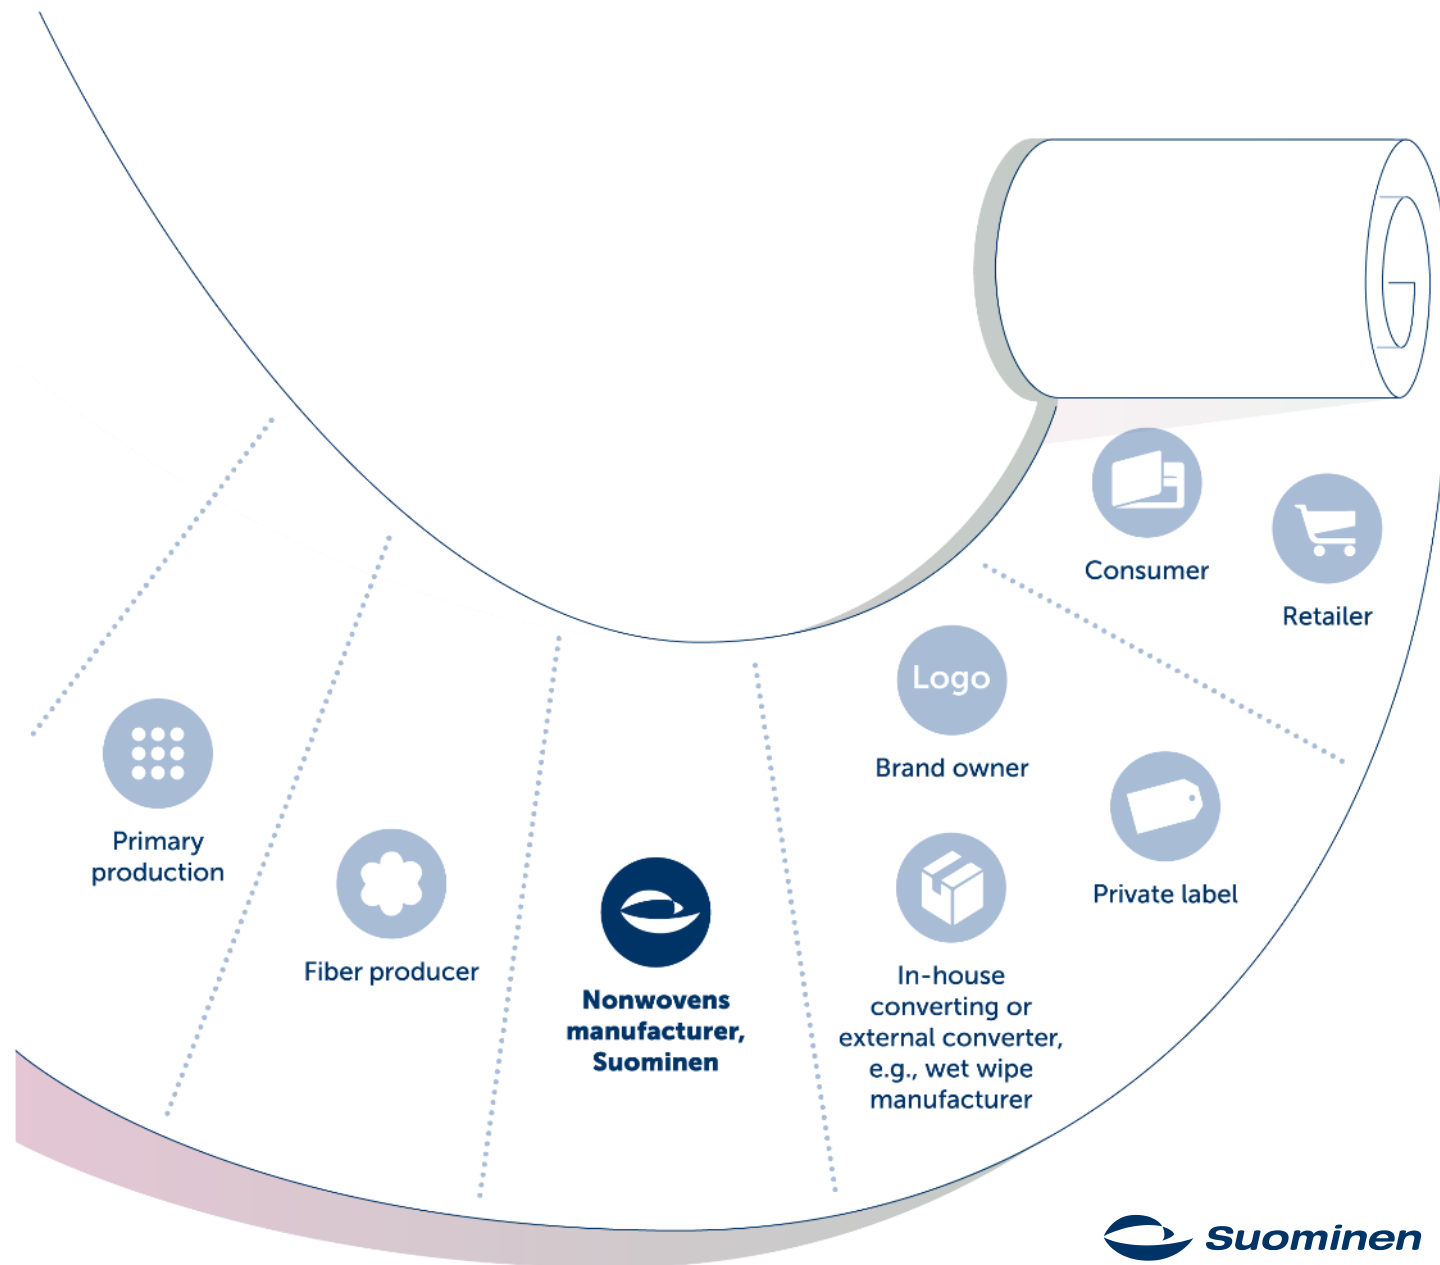 Primary
production
Fiber producer
Nonwovens
manufacturer,
Suominen
Logo
Brand owner
In-house
converting or
external converter,
e.g., wet wipe
manufacturer
Private label
Consumer
Retailer
Suominen